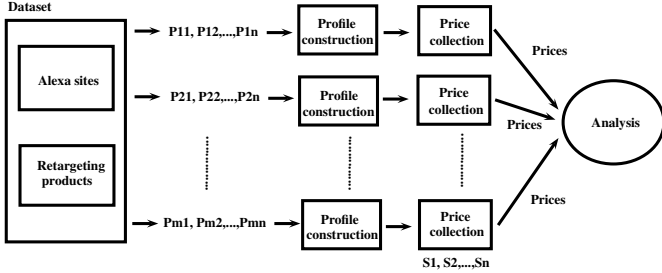 Dataset
Alexa sites
Retargeting
products
P11, P12,...,P1n
Profile
construction
Price
collection
Prices
P21, P22,...,P2n
Profile
construction
Price
collection
Prices
Analysis
Pm1, Pm2,...,Pmn
Profile
construction
Price
collection
Prices
S1, S2,...,Sn